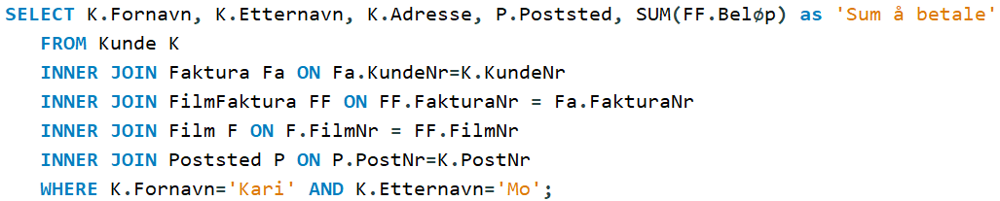 SELECT K.Fornavn, K.Etternavn, K.Adresse, P.Poststed, SUM(FF.Beløp) as 'Sum å betale'
FROM Kunde K
INNER JOIN Faktura Fa ON Fa.KundeNr=K.KundeNr
INNER JOIN FilmFaktura FF ON FF.FakturaNr = Fa.FakturaNr
INNER JOIN Film F ON F.FilmNr = FF.FilmNr
INNER JOIN Poststed P ON P.PostNr=K.PostNr
WHERE K.Fornavn='Kari' AND K.Etternavn='Mo';